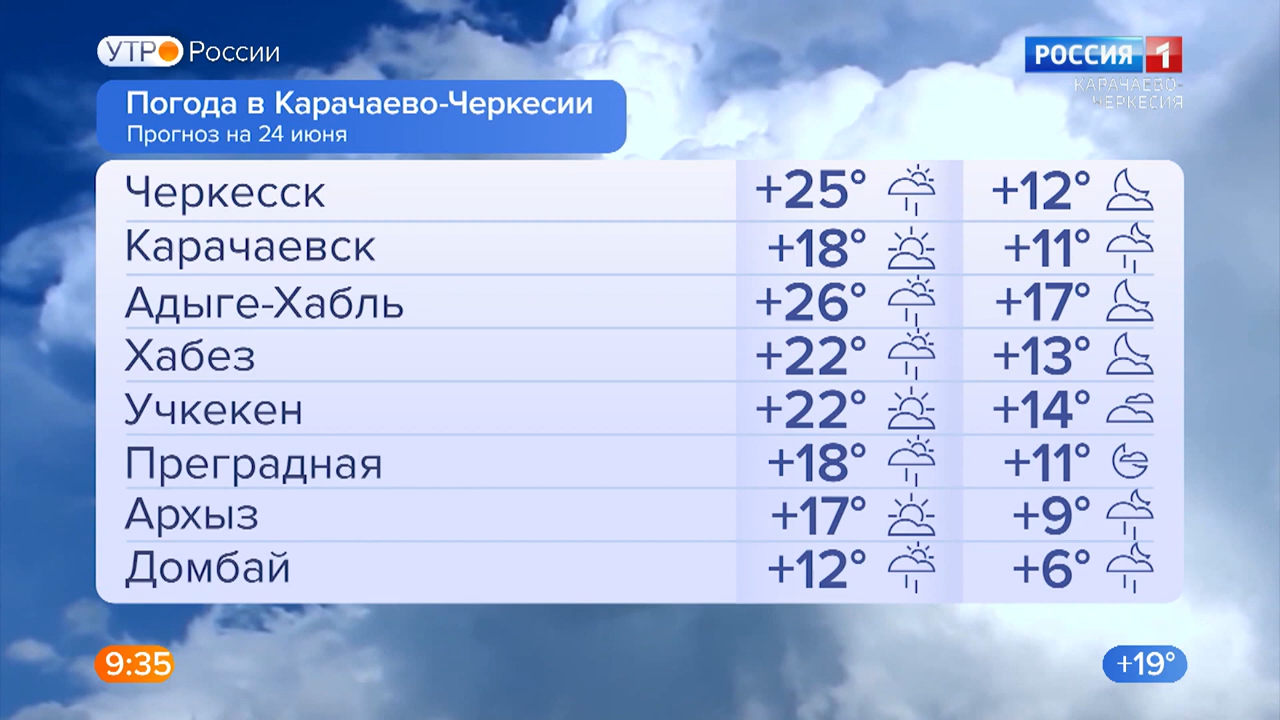 УТРО России
РОССИЯ 1
КАРАЧАЕВО-
ЧЕРКЕСИЯ
Погода в Карачаево-Черкесии
Прогноз на 24 июня
Черкесск +25° +12°
Карачаевск +18° +11°
Адыге-Хабль +26° +17°
Хабез +22° +13°
Учкекен +22° +14°
Преградная +18° +11°
Архыз +17° +9°
Домбай +12° +6°
9:35
+19°